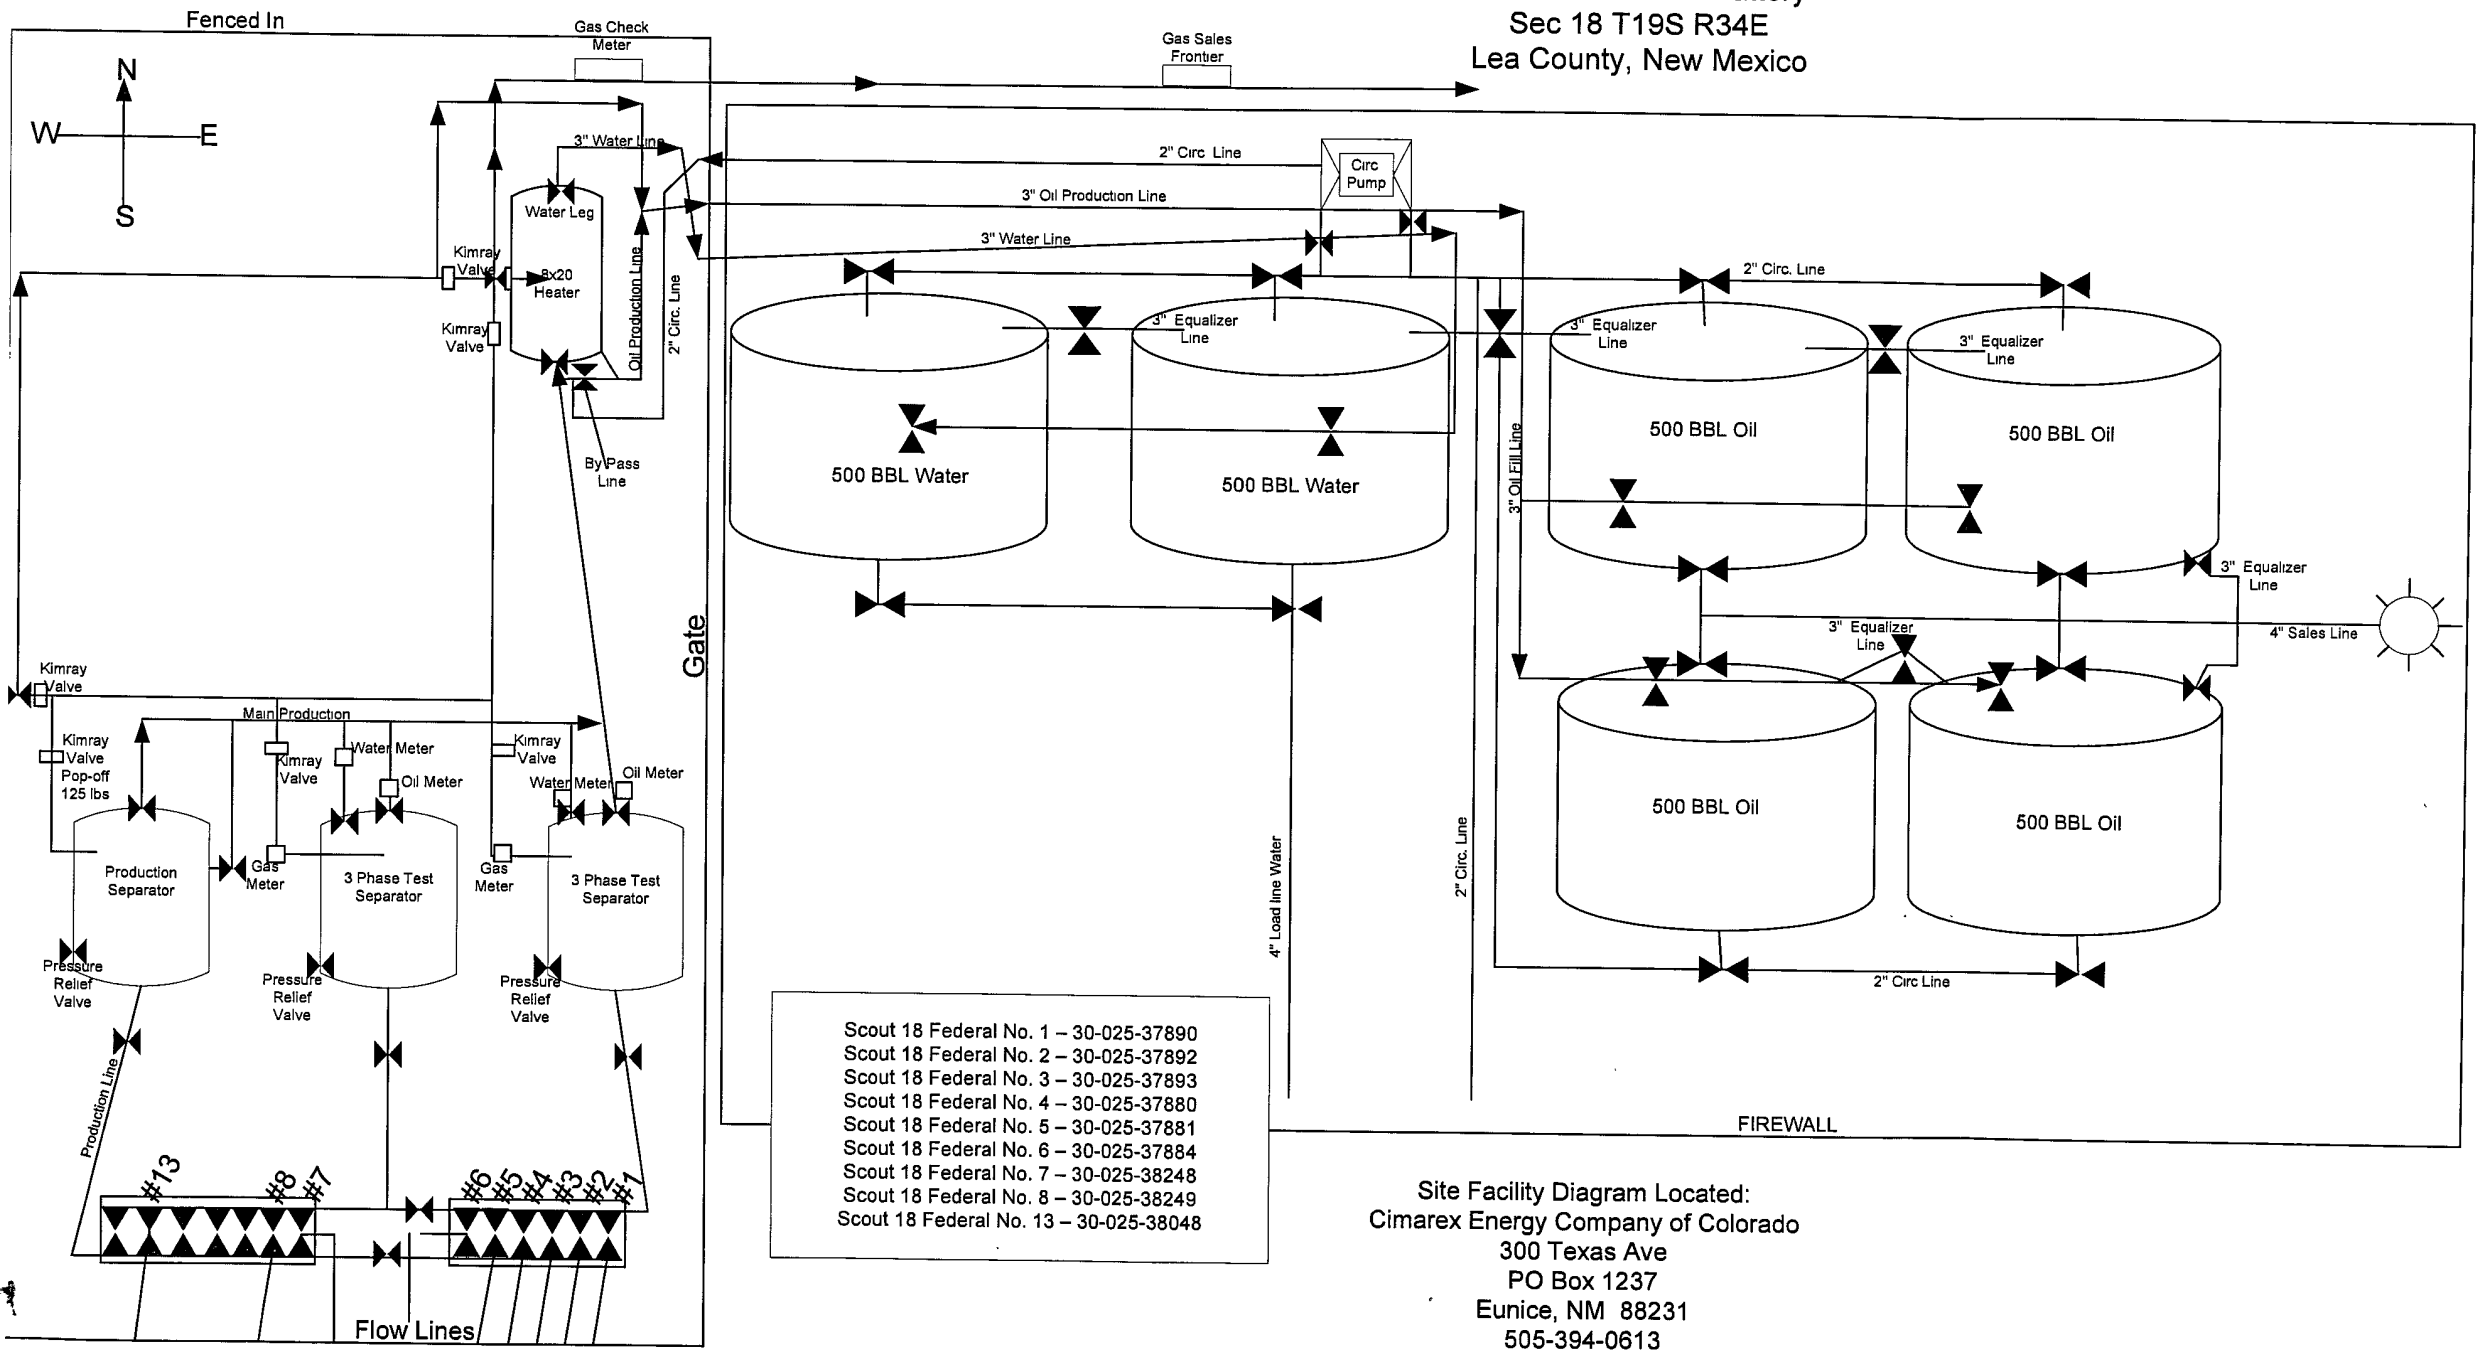 Sec 18 T19S R34E
Lea County, New Mexico
Fenced In
Gas Check
Meter
Gas Sales
Frontier
N
W
E
S
3" Water Line
2" Circ Line
Circ
Pump
3" Oil Production Line
3" Water Line
Water Leg
Kimray
Valve
8x20
Heater
Kimray
Valve
Oil Production Line
2" Circ. Line
By Pass
Line
2" Circ. Line
3" Equalizer
Line
3" Equalizer
Line
3" Equalizer
Line
500 BBL Water
500 BBL Water
500 BBL Oil
500 BBL Oil
3" Oil Fill Line
3" Equalizer
Line
4" Sales Line
3" Equalizer
Line
Gate
Kimray
Valve
Main Production
Kimray
Valve
Pop-off
125 lbs
Kimray
Valve
Water Meter
Oil Meter
Kimray
Valve
Water Meter
Oil Meter
Gas
Meter
Gas
Meter
Production
Separator
3 Phase Test
Separator
3 Phase Test
Separator
Pressure
Relief
Valve
Pressure
Relief
Valve
Pressure
Relief
Valve
500 BBL Oil
500 BBL Oil
4" Load line Water
2" Circ. Line
2" Circ Line
Production Line
#13
#8
#7
#6
#5
#4
#3
#2
#1
Flow Lines
Scout 18 Federal No. 1 – 30-025-37890
Scout 18 Federal No. 2 – 30-025-37892
Scout 18 Federal No. 3 – 30-025-37893
Scout 18 Federal No. 4 – 30-025-37880
Scout 18 Federal No. 5 – 30-025-37881
Scout 18 Federal No. 6 – 30-025-37884
Scout 18 Federal No. 7 – 30-025-38248
Scout 18 Federal No. 8 – 30-025-38249
Scout 18 Federal No. 13 – 30-025-38048
FIREWALL
Site Facility Diagram Located:
Cimarex Energy Company of Colorado
300 Texas Ave
PO Box 1237
Eunice, NM 88231
505-394-0613